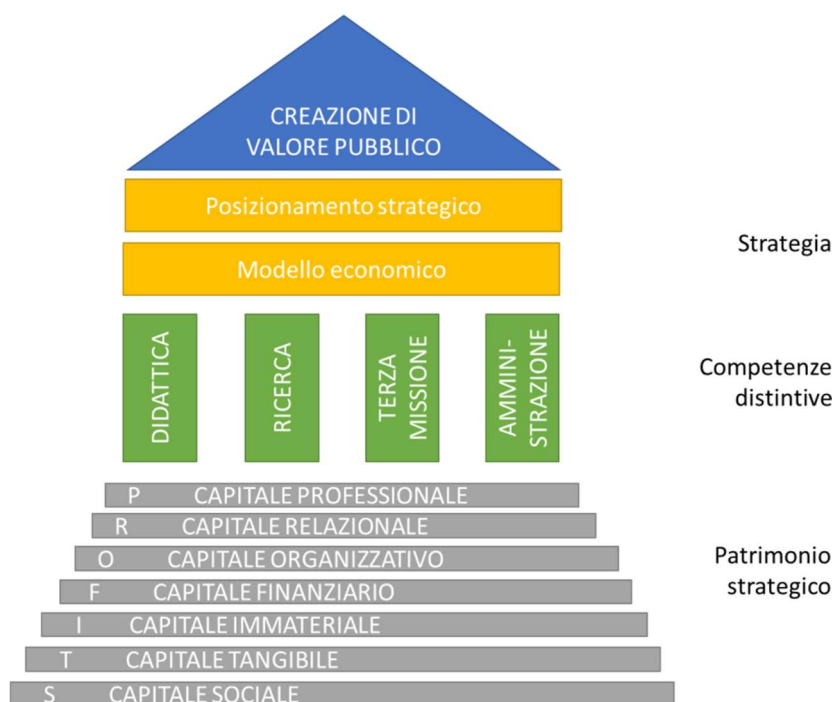 CREAZIONE DI
VALORE PUBBLICO
Posizionamento strategico
Modello economico
Strategia
DIDATTICA
RICERCA
TERZA
MISSIONE
AMMINI-
STRAZIONE
Competenze
distintive
P CAPITALE PROFESSIONALE
R CAPITALE RELAZIONALE
O CAPITALE ORGANIZZATIVO
F CAPITALE FINANZIARIO
I CAPITALE IMMATERIALE
T CAPITALE TANGIBILE
S CAPITALE SOCIALE
Patrimonio
strategico